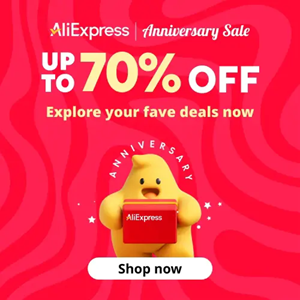 AliExpress | Anniversary Sale
UP TO 70% OFF
Explore your fave deals now
ANNIVERSARY
AliExpress
Shop now